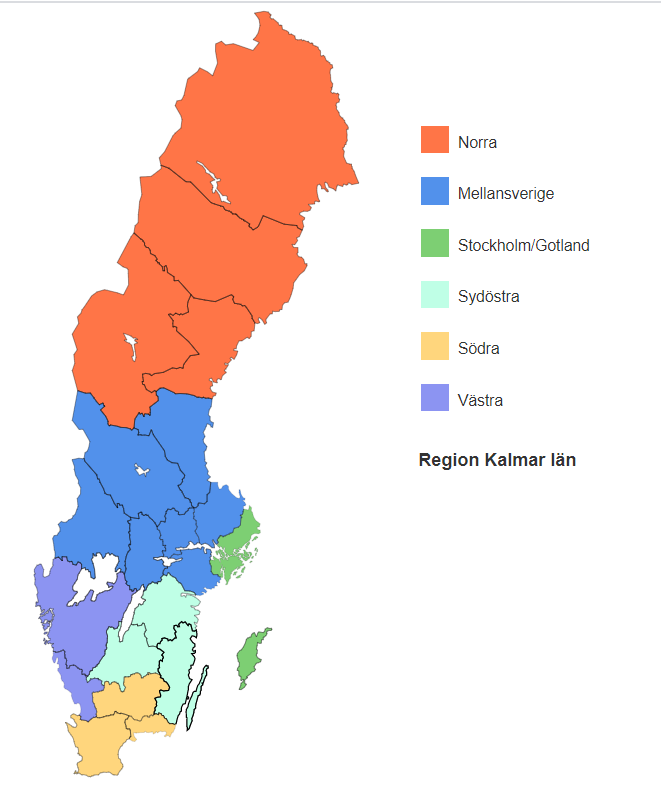 Norra
Mellansverige
Stockholm/Gotland
Sydöstra
Södra
Västra
Region Kalmar län